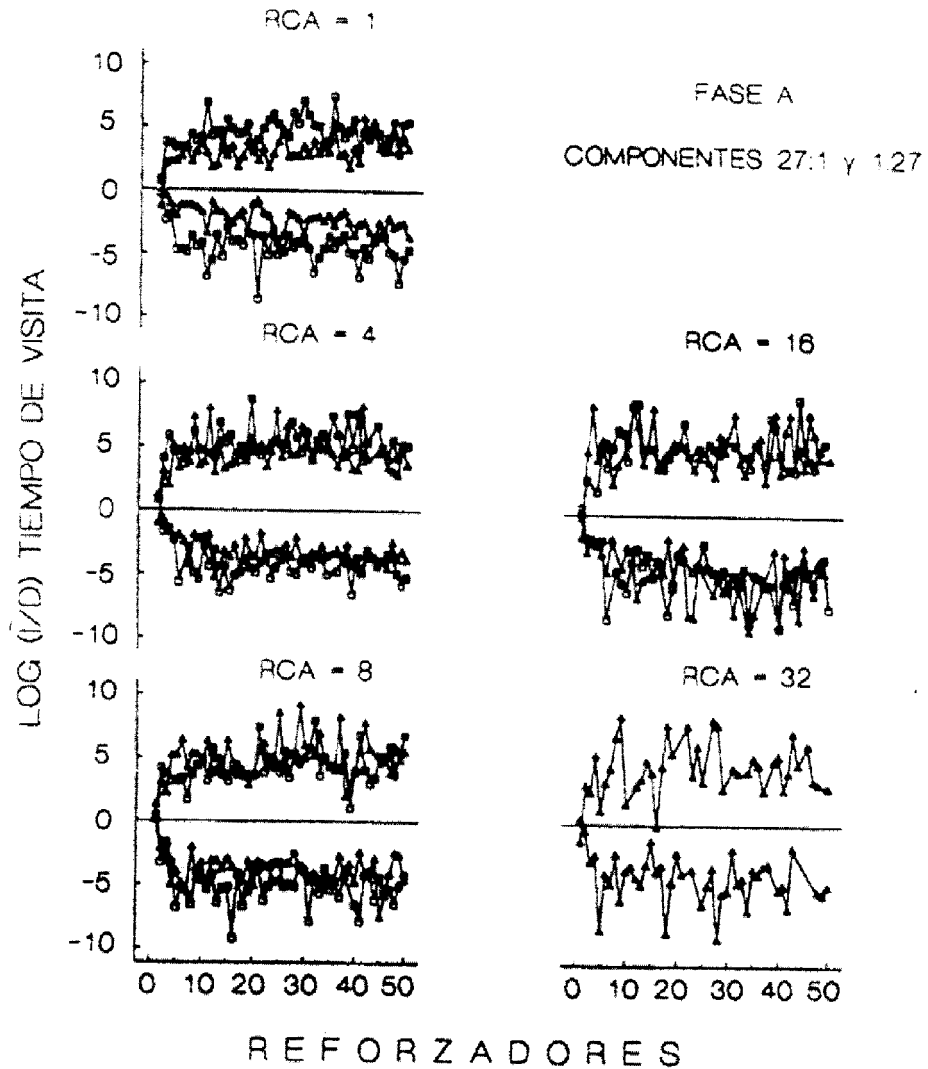 RCA = 1
FASE A
COMPONENTES 27:1 y 1:27
LOG (I/D) TIEMPO DE VISITA
10
5
0
-5
-10
RCA = 4
10
5
0
-5
-10
RCA = 16
RCA = 8
10
5
0
-5
-10
0 10 20 30 40 50
RCA = 32
0 10 20 30 40 50
REFORZADORES